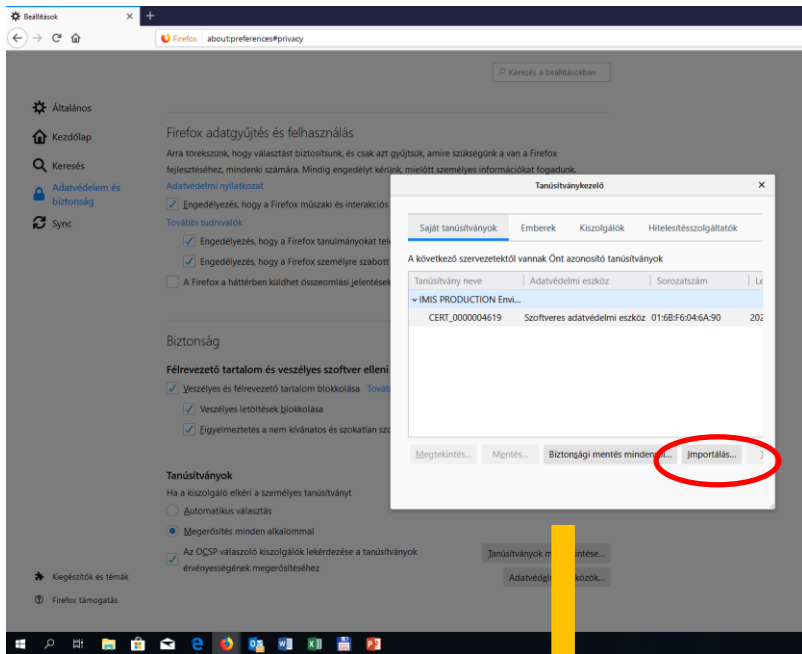 Beállítások
Firefox about:preferences#privacy
Keresés a beállításokban
Általános
Kezdőlap
Keresés
Adatvédelem és
biztonság
Sync
Kiegészítők és témák
Firefox támogatás
Firefox adatgyűjtés és felhasználás
Arra törekszünk, hogy választást biztosítsunk, és csak azt gyűjtsük, amire szükségünk a van a Firefox
fejlesztéséhez, mindenki számára. Mindig engedélyt kérünk, mielőtt személyes információkat fogadunk.
Adatvédelmi nyilatkozat
Engedélyezés, hogy a Firefox műszaki és interakciós
További tudnivalók
Engedélyezés, hogy a Firefox tanulmányokat
Engedélyezés, hogy a Firefox személyre szabott
A Firefox a háttérben küldhet összeomlási jelentések
Biztonság
Félrevezető tartalom és veszélyes szoftver elleni
Veszélyes és félrevezető tartalom blokkolása
Veszélyes letöltések blokkolása
Figyelmeztetés a nem kívánatos és szokatlan
Tanúsítványok
Ha a kiszolgáló elkéri a személyes tanúsítványt
Automatikus választás
Megerősítés minden alkalommal
Az OCSP válaszoló kiszolgálók lekérdezése a tanúsítványok
érvényességének megerősítéséhez
Tanúsítványok
Tanúsítványkezelő
Saját tanúsítványok Emberek Kiszolgálók Hitelesítésszolgáltatók
A következő szervezetektől vannak Önt azonosító tanúsítványok
Tanúsítvány neve Adatvédelmi eszköz Sorozatszám Le
IMIS PRODUCTION Envi...
CERT_0000004619 Szoftveres adatvédelmi eszköz 01:6B:F6:04:6A:90 202
Megtekintés... Mentés... Biztonsági mentés Importálás...